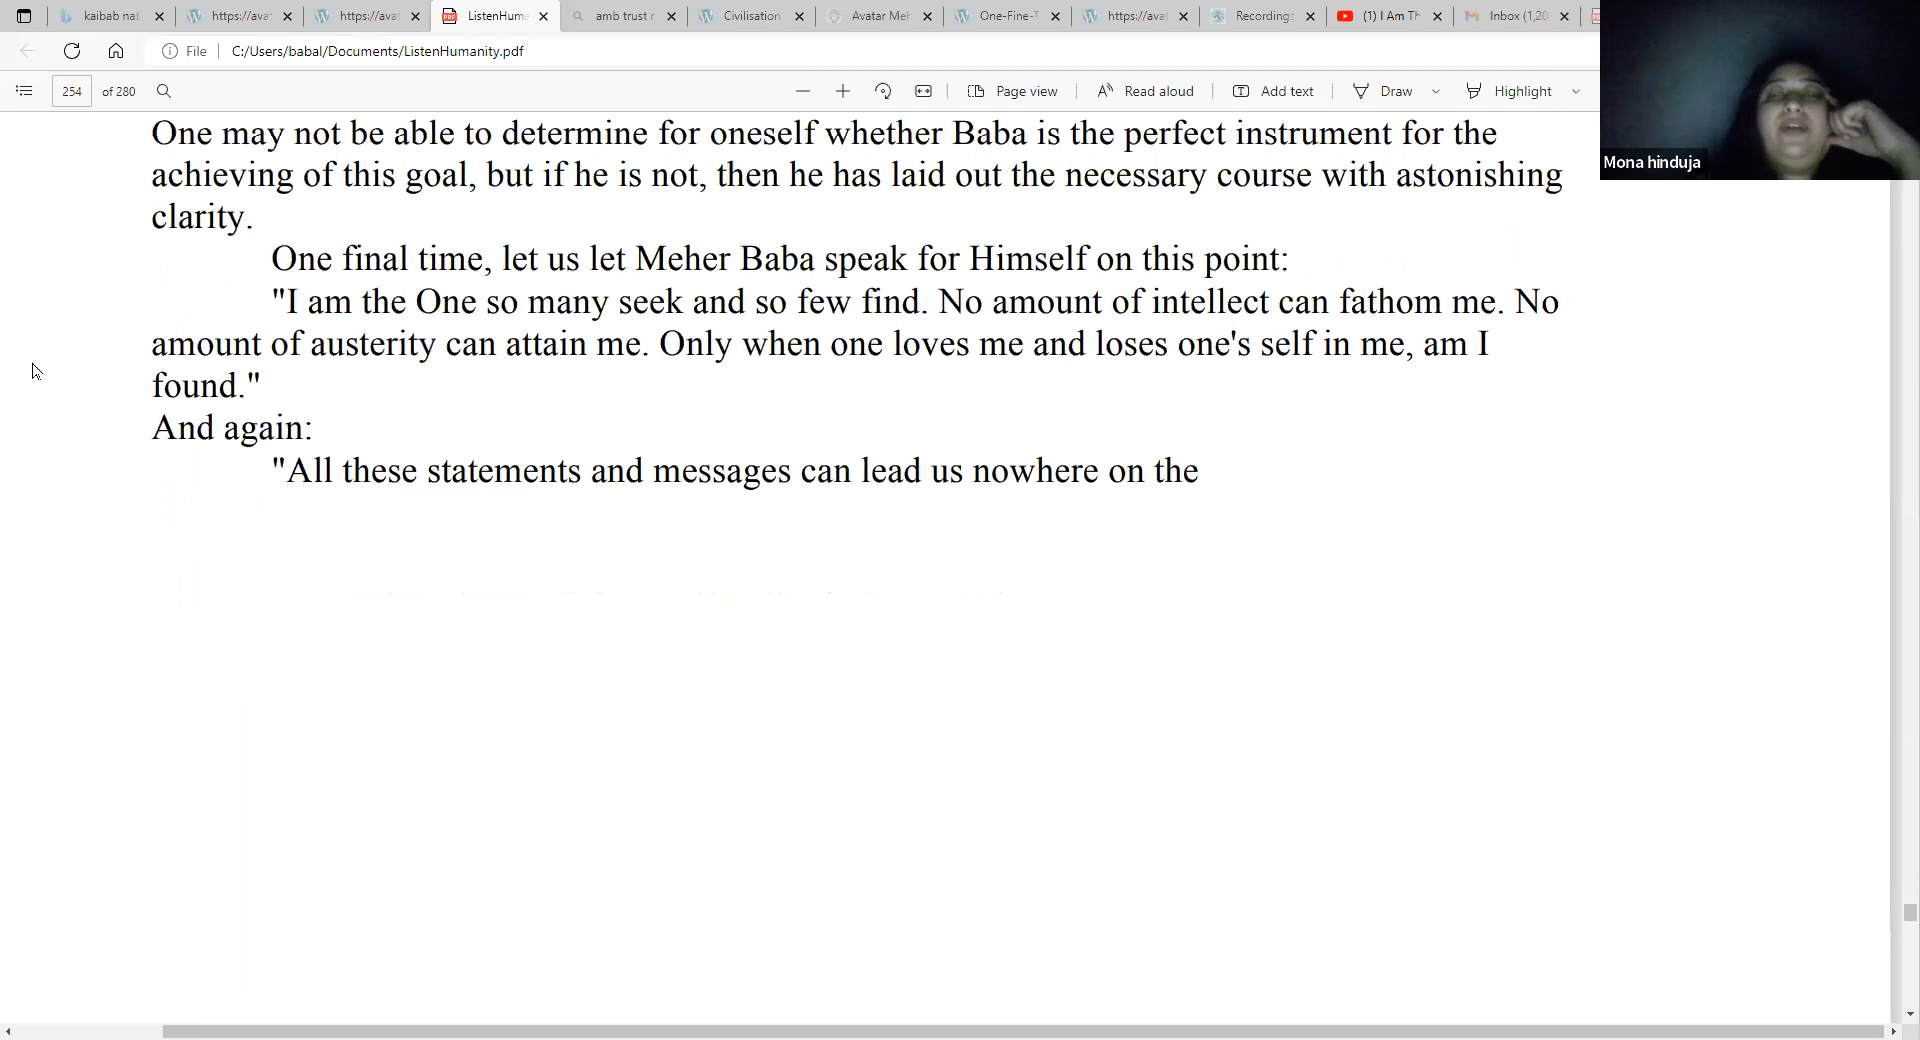 kaibab nat
https://avat
https://avat
ListenHuma
amb trust r
Civilisation
Avatar Meh
One-Fine-T
https://avat
Recordings
(1) I Am Th
Inbox (1,20
File C:/Users/babal/Documents/ListenHumanity.pdf
254 of 280 Page view Read aloud Add text Draw Highlight
Mona hinduja
One may not be able to determine for oneself whether Baba is the perfect instrument for the
achieving of this goal, but if he is not, then he has laid out the necessary course with astonishing
clarity.
One final time, let us let Meher Baba speak for Himself on this point:
"I am the One so many seek and so few find. No amount of intellect can fathom me. No
amount of austerity can attain me. Only when one loves me and loses one's self in me, am I
found."
And again:
"All these statements and messages can lead us nowhere on the